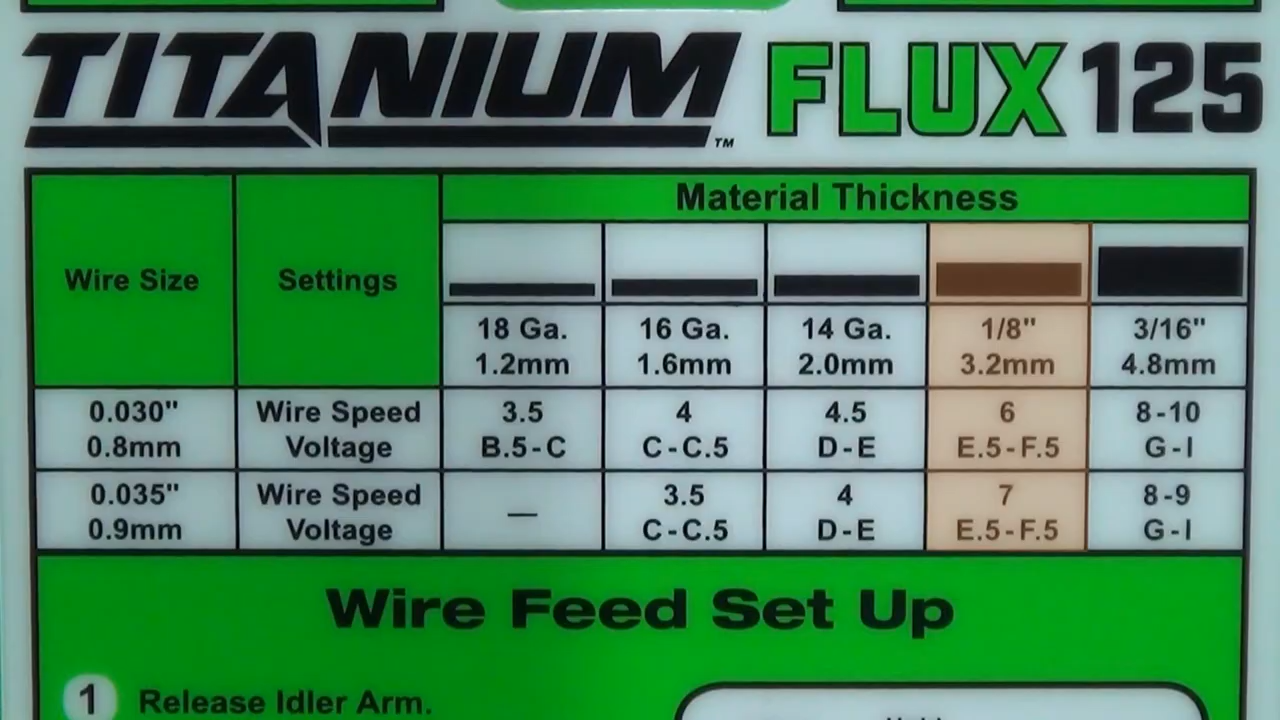 TITANIUM™ FLUX 125
Material Thickness
Wire Size Settings
18 Ga. 16 Ga. 14 Ga. 1/8" 3/16"
1.2mm 1.6mm 2.0mm 3.2mm 4.8mm
0.030" Wire Speed 3.5 4 4.5 6 8-10
0.8mm Voltage B.5-C C-C.5 D-E E.5-F.5 G-I
0.035" Wire Speed — 3.5 4 7 8-9
0.9mm Voltage C-C.5 D-E E.5-F.5 G-I
Wire Feed Set Up
1 Release Idler Arm.